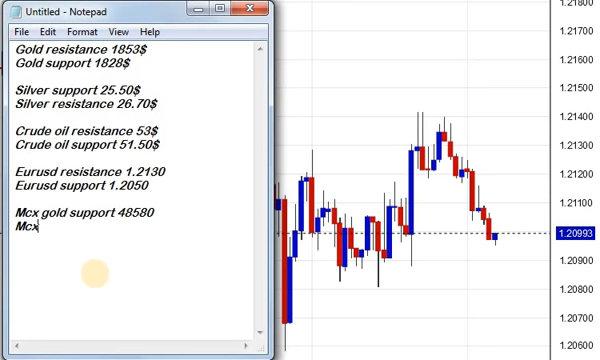 Untitled - Notepad
File Edit Format View Help
Gold resistance 1853$
Gold support 1828$
Silver support 25.50$
Silver resistance 26.70$
Crude oil resistance 53$
Crude oil support 51.50$
Eurusd resistance 1.2130
Eurusd support 1.2050
Mcx gold support 48580
Mcx
1.21800
1.21700
1.21600
1.21500
1.21400
1.21300
1.21200
1.21100
1.20993
1.20900
1.20800
1.20700
1.20600